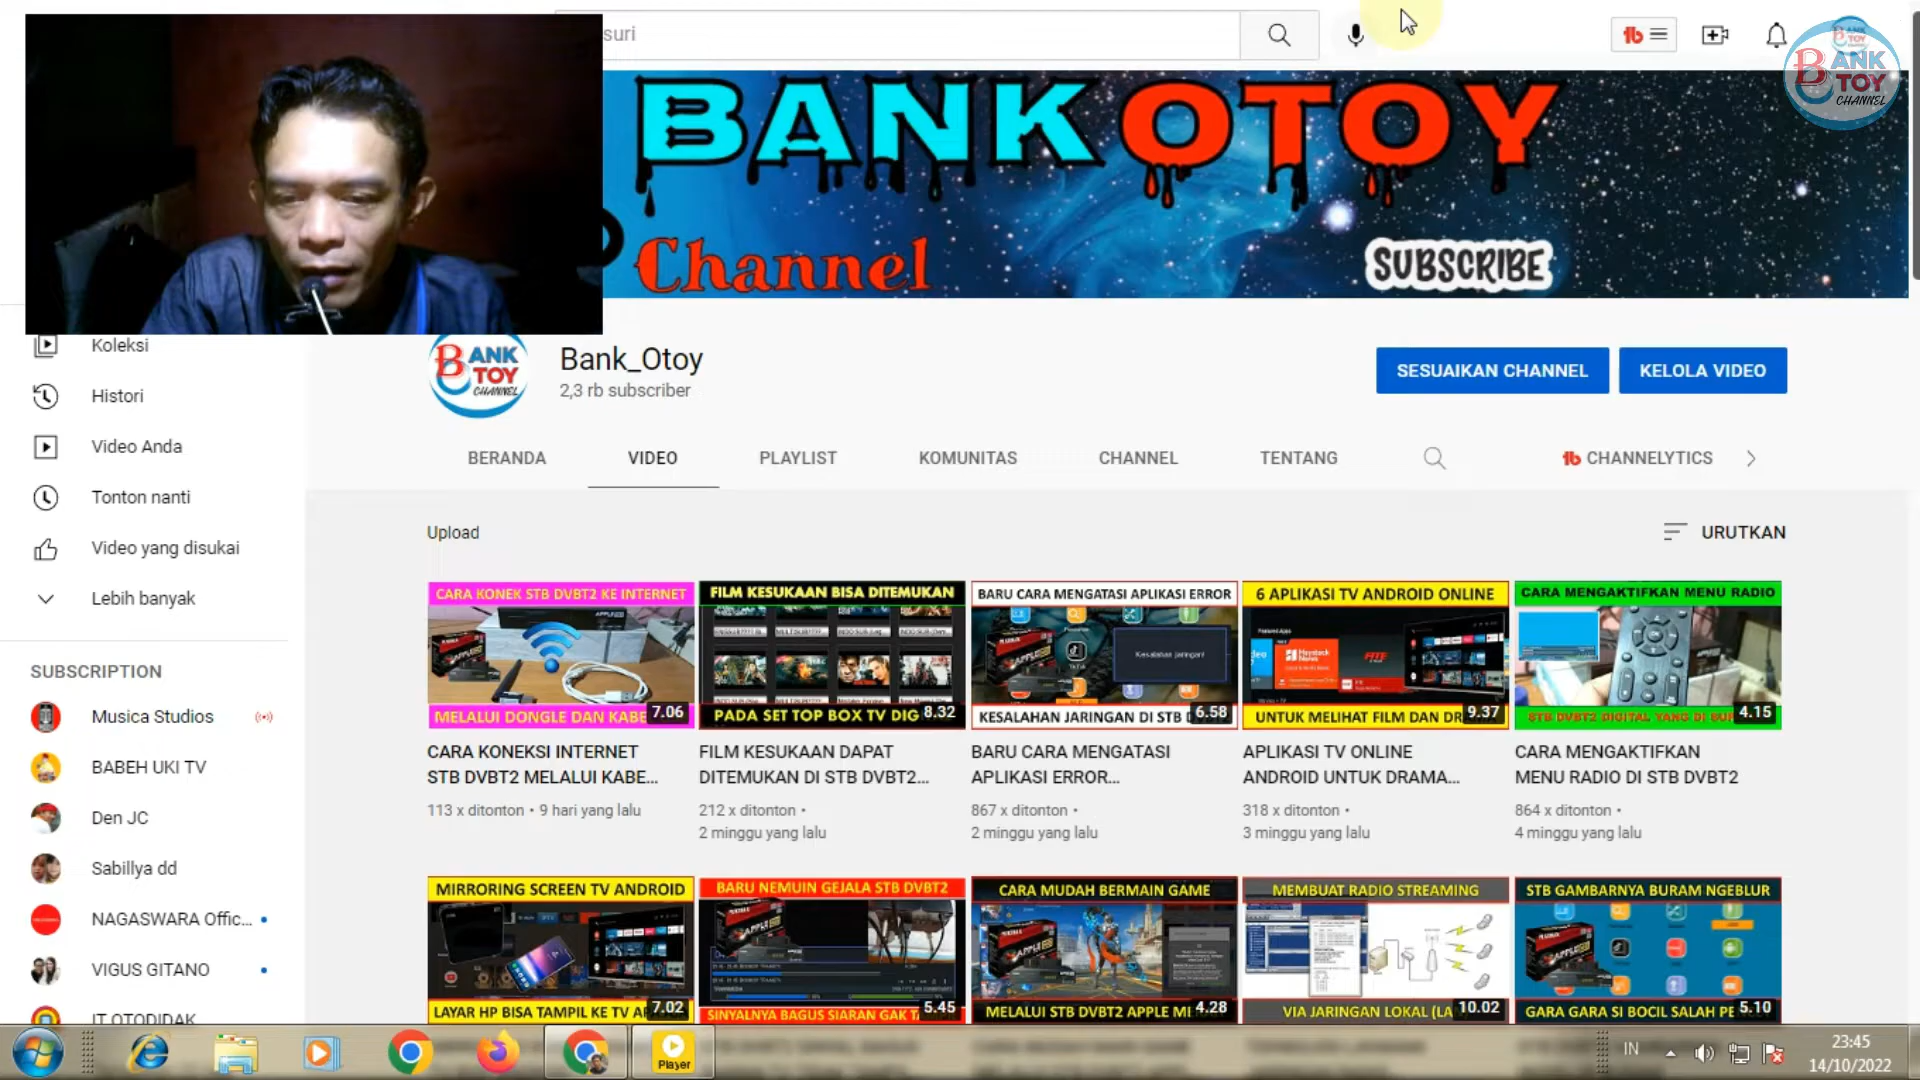 suri
BANK
TOY
CHANNEL
BANK OTOY
Channel
SUBSCRIBE
Koleksi
Histori
Video Anda
Tonton nanti
Video yang disukai
Lebih banyak
SUBSCRIPTION
Musica Studios
BABEH UKI TV
Den JC
Sabillya dd
NAGASWARA Offic...
VIGUS GITANO
IT OTODIDAK
BANK
TOY
CHANNEL
Bank_Otoy
2,3 rb subscriber
SESUAIKAN CHANNEL
KELOLA VIDEO
BERANDA
VIDEO
PLAYLIST
KOMUNITAS
CHANNEL
TENTANG
CHANNELYTICS
Upload
URUTKAN
CARA KONEK STB DVBT2 KE INTERNET
MELALUI DONGLE DAN KABE
7.06
CARA KONEKSI INTERNET
STB DVBT2 MELALUI KABE...
113 x ditonton • 9 hari yang lalu
FILM KESUKAAN BISA DITEMUKAN
PADA SET TOP BOX TV DIG
8.32
FILM KESUKAAN DAPAT
DITEMUKAN DI STB DVBT2...
212 x ditonton •
2 minggu yang lalu
BARU CARA MENGATASI APLIKASI ERROR
Kesalahan jaringan!
KESALAHAN JARINGAN DI STB D
6.58
BARU CARA MENGATASI
APLIKASI ERROR...
867 x ditonton •
2 minggu yang lalu
6 APLIKASI TV ANDROID ONLINE
UNTUK MELIHAT FILM DAN DR
9.37
APLIKASI TV ONLINE
ANDROID UNTUK DRAMA...
318 x ditonton •
3 minggu yang lalu
CARA MENGAKTIFKAN MENU RADIO
STB DVBT2 DIGITAL YANG DI SUP
4.15
CARA MENGAKTIFKAN
MENU RADIO DI STB DVBT2
864 x ditonton •
4 minggu yang lalu
MIRRORING SCREEN TV ANDROID
LAYAR HP BISA TAMPIL KE TV A
7.02
BARU NEMUIN GEJALA STB DVBT2
SINYALNYA BAGUS SIARAN GAK TA
5.45
CARA MUDAH BERMAIN GAME
MELALUI STB DVBT2 APPLE MI
4.28
MEMBUAT RADIO STREAMING
VIA JARINGAN LOKAL (LA
10.02
STB GAMBARNYA BURAM NGEBLUR
GARA GARA SI BOCIL SALAH PE
5.10
Player
IN
23:45
14/10/2022